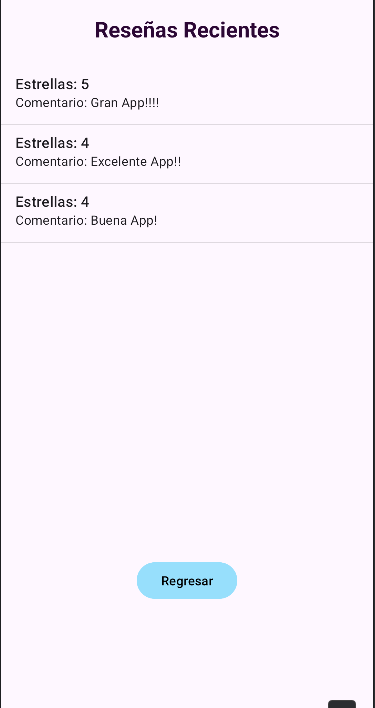 Reseñas Recientes
Estrellas: 5
Comentario: Gran App!!!!
Estrellas: 4
Comentario: Excelente App!!
Estrellas: 4
Comentario: Buena App!
Regresar